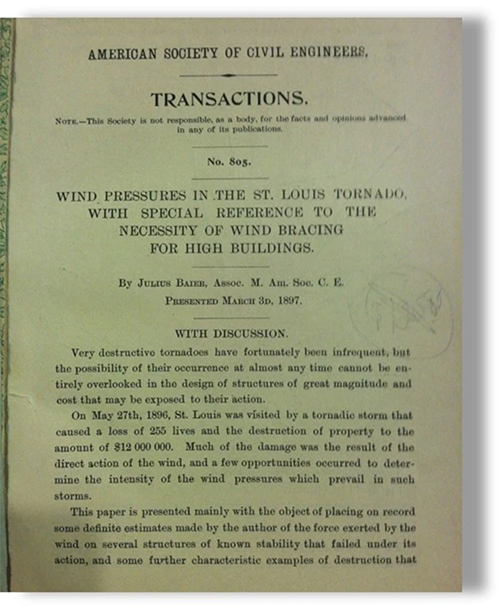 AMERICAN SOCIETY OF CIVIL ENGINEERS.
TRANSACTIONS.
NOTE.—This Society is not responsible, as a body, for the facts and opinions advanced
in any of its publications.
No. 805.
WIND PRESSURES IN THE ST. LOUIS TORNADO,
WITH SPECIAL REFERENCE TO THE
NECESSITY OF WIND BRACING
FOR HIGH BUILDINGS.
By Julius Baier, Assoc. M. Am. Soc. C. E.
Presented March 3d, 1897.
WITH DISCUSSION.
Very destructive tornadoes have fortunately been infrequent, but
the possibility of their occurrence at almost any time cannot be en-
tirely overlooked in the design of structures of great magnitude and
cost that may be exposed to their action.
On May 27th, 1896, St. Louis was visited by a tornadic storm that
caused a loss of 255 lives and the destruction of property to the
amount of $12 000 000. Much of the damage was the result of the
direct action of the wind, and a few opportunities occurred to deter-
mine the intensity of the wind pressures which prevail in such
storms.
This paper is presented mainly with the object of placing on record
some definite estimates made by the author of the force exerted by the
wind on several structures of known stability that failed under its
action, and some further characteristic examples of destruction that